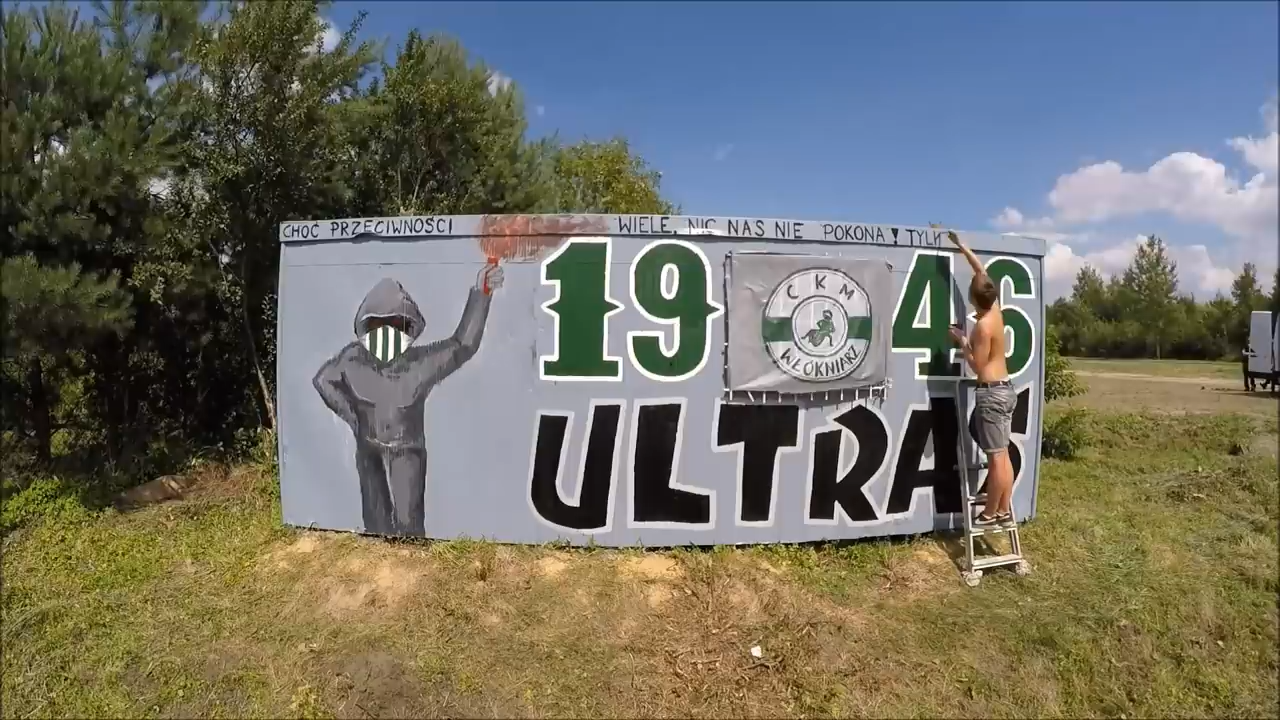 CHOĆ PRZECIWNOŚCI WIELE, NIC NAS NIE POKONA! TYLK
1946
CKM
WŁÓKNIARZ
ULTRAS